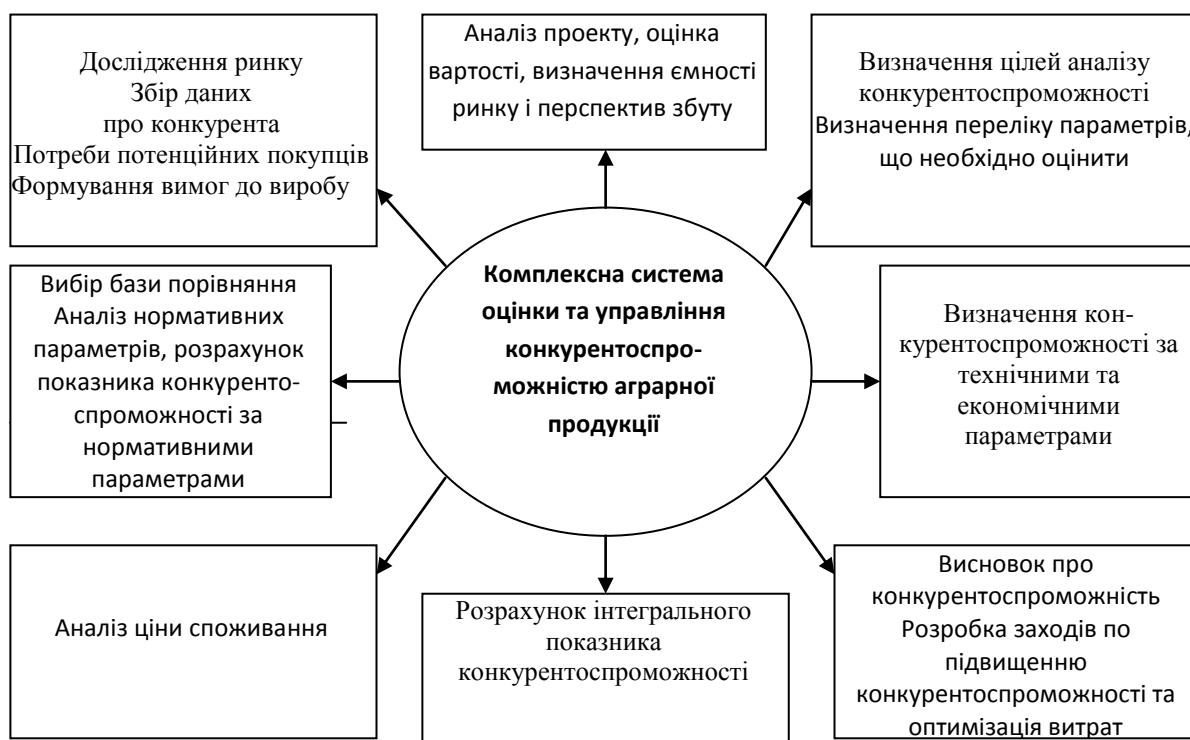 Дослідження ринку
Збір даних
про конкурента
Потреби потенційних покупців
Формування вимог до виробу
Аналіз проекту, оцінка
вартості, визначення ємності
ринку і перспектив збуту
Визначення цілей аналізу
конкурентоспроможності
Визначення переліку параметрів,
що необхідно оцінити
Вибір бази порівняння
Аналіз нормативних
параметрів, розрахунок
показника конкуренто-
спроможності за
нормативними
параметрами
Комплексна система
оцінки та управління
конкурентоспро-
можністю аграрної
продукції
Визначення кон-
курентоспроможності за
технічними та
економічними
параметрами
Аналіз ціни споживання
Розрахунок інтегрального
показника
конкурентоспроможності
Висновок про
конкурентоспроможність
Розробка заходів по
підвищенню
конкурентоспроможності та
оптимізація витрат